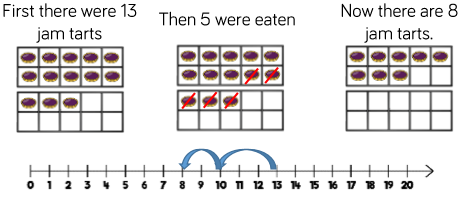 First there were 13
jam tarts
Then 5 were eaten
Now there are 8
jam tarts.
0 1 2 3 4 5 6 7 8 9 10 11 12 13 14 15 16 17 18 19 20